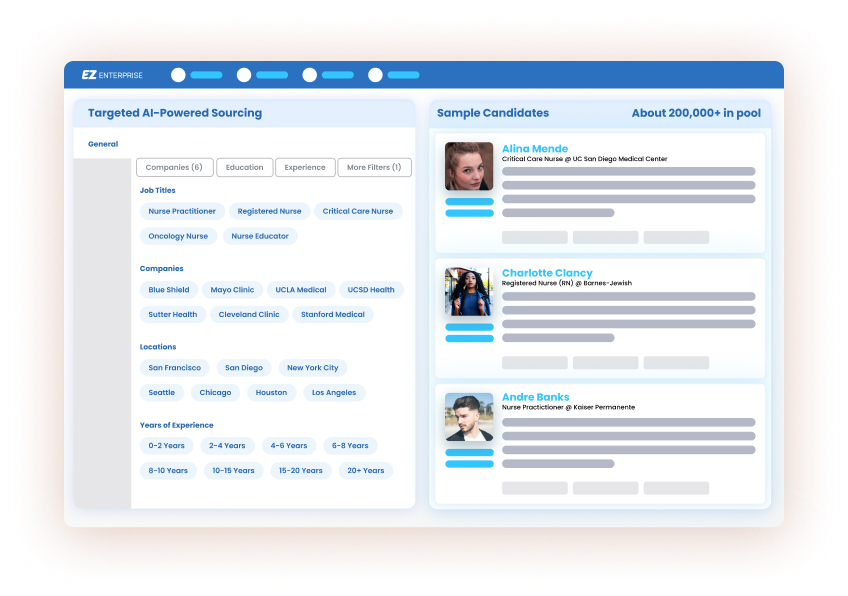 EZ ENTERPRISE
Targeted AI-Powered Sourcing
General
Companies (6) Education Experience More Filters (1)
Job Titles
Nurse Practitioner Registered Nurse Critical Care Nurse
Oncology Nurse Nurse Educator
Companies
Blue Shield Mayo Clinic UCLA Medical UCSD Health
Sutter Health Cleveland Clinic Stanford Medical
Locations
San Francisco San Diego New York City
Seattle Chicago Houston Los Angeles
Years of Experience
0-2 Years 2-4 Years 4-6 Years 6-8 Years
8-10 Years 10-15 Years 15-20 Years 20+ Years
Sample Candidates About 200,000+ in pool
Alina Mende
Critical Care Nurse @ UC San Diego Medical Center
Charlotte Clancy
Registered Nurse (RN) @ Barnes-Jewish
Andre Banks
Nurse Practictioner @ Kaiser Permanente